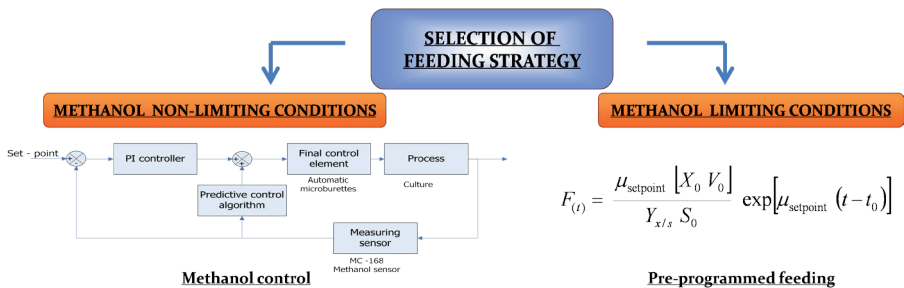 SELECTION OF
FEEDING STRATEGY
METHANOL NON-LIMITING CONDITIONS
METHANOL LIMITING CONDITIONS
Set - point
+
-
PI controller
+
+
Final control
element
Process
Automatic
microburettes
Culture
Predictive control
algorithm
Measuring
sensor
MC -168
Methanol sensor
F(t) = μsetpoint [X0 V0] / Yx/s S0 exp[μsetpoint (t - t0)]
Methanol control
Pre-programmed feeding